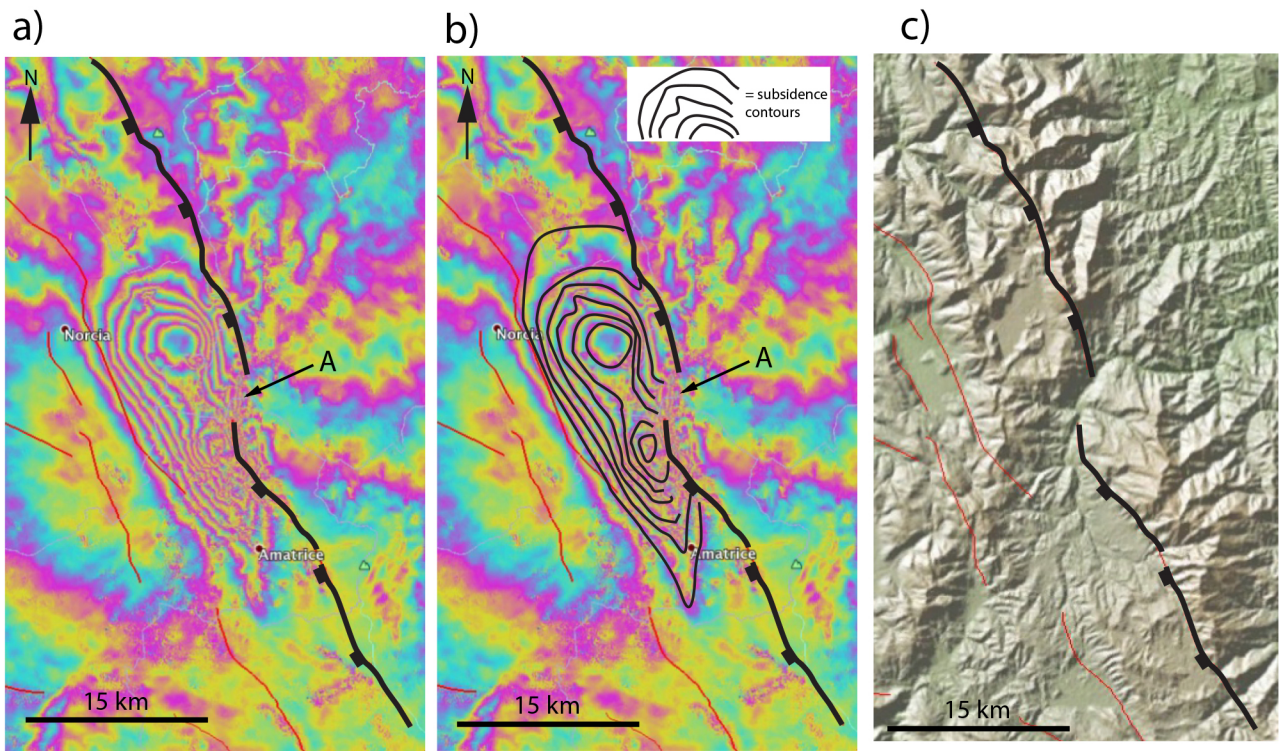 a)
b)
c)
N
N
= subsidence
contours
Norcia
Norcia
A
A
Amatrice
Amatrice
15 km
15 km
15 km